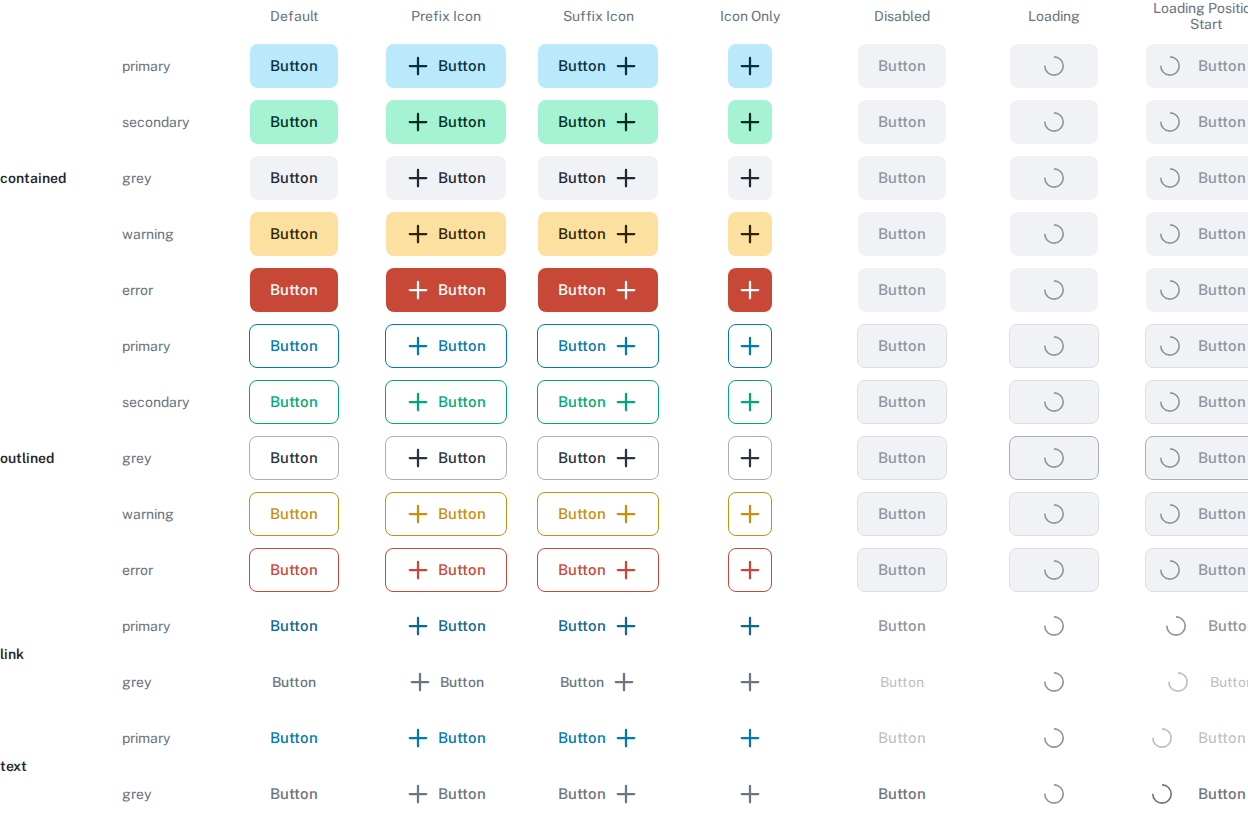 Default Prefix Icon Suffix Icon Icon Only Disabled Loading Loading Positio
Start
primary Button Button Button Button Button
secondary Button Button Button Button Button
contained grey Button Button Button Button Button
warning Button Button Button Button Button
error Button Button Button Button Button
primary Button Button Button Button Button
secondary Button Button Button Button Button
outlined grey Button Button Button Button Button
warning Button Button Button Button Button
error Button Button Button Button Button
primary Button Button Button Button Butto
link
grey Button Button Button Button Button
primary Button Button Button Button Button
text
grey Button Button Button Button Button